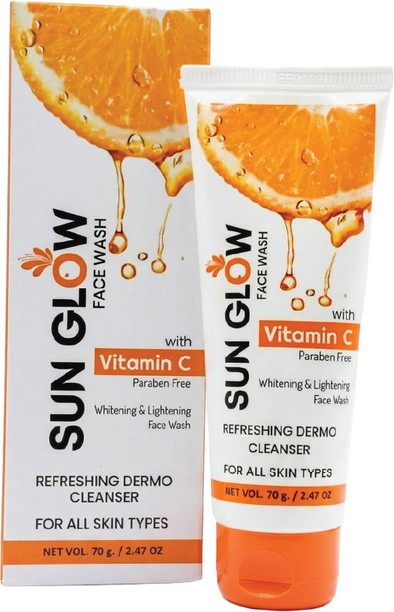 SUN GLOW
FACE WASH
with
Vitamin C
Paraben Free
Whitening & Lightening
Face Wash
REFRESHING DERMO
CLEANSER
FOR ALL SKIN TYPES
NET VOL. 70 g. / 2.47 OZ
SUN GLOW
FACE WASH
with
Vitamin C
Paraben Free
Whitening & Lightening
Face Wash
REFRESHING DERMO
CLEANSER
FOR ALL SKIN TYPES
NET VOL. 70 g. / 2.47 OZ